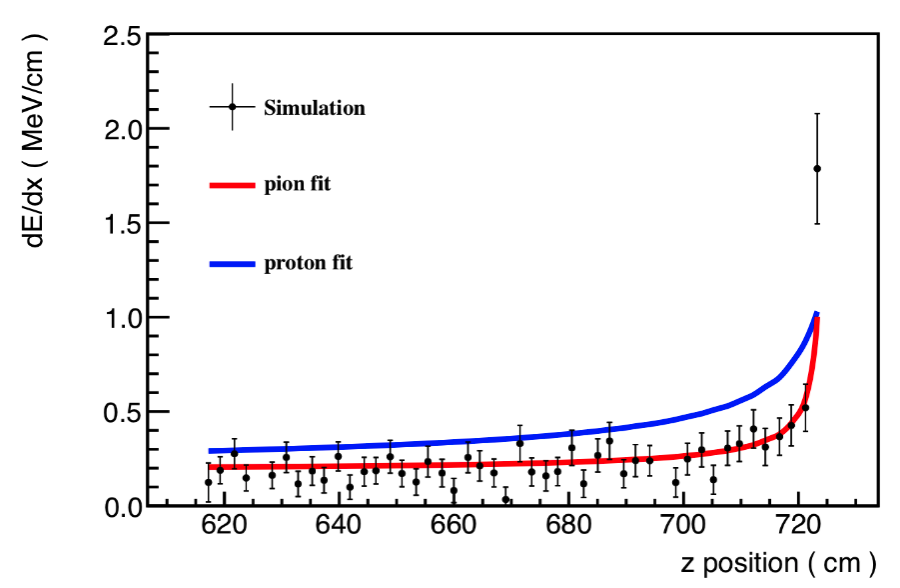 dE/dx ( MeV/cm )
2.5
2.0
1.5
1.0
0.5
0.0
Simulation
pion fit
proton fit
620 640 660 680 700 720
z position ( cm )